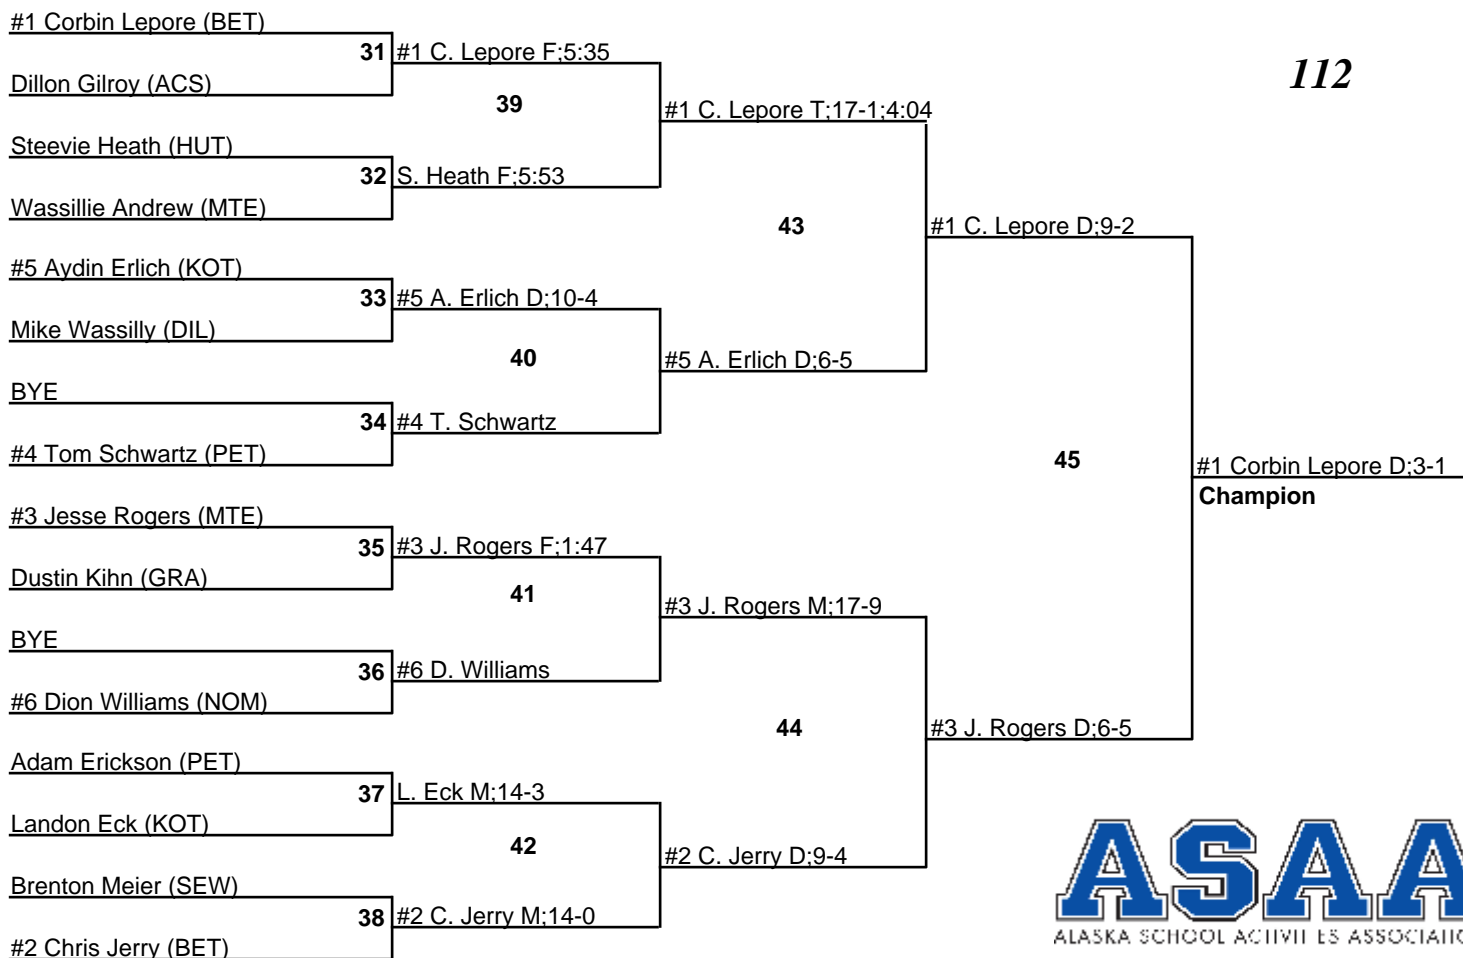 #1 Corbin Lepore (BET)
31 #1 C. Lepore F;5:35
112
Dillon Gilroy (ACS)
39
#1 C. Lepore T;17-1;4:04
Steevie Heath (HUT)
32 S. Heath F;5:53
Wassillie Andrew (MTE)
43
#1 C. Lepore D;9-2
#5 Aydin Erlich (KOT)
33 #5 A. Erlich D;10-4
Mike Wassilly (DIL)
40
#5 A. Erlich D;6-5
BYE
34 #4 T. Schwartz
#4 Tom Schwartz (PET)
45
#1 Corbin Lepore D;3-1
Champion
#3 Jesse Rogers (MTE)
35 #3 J. Rogers F;1:47
Dustin Kihn (GRA)
41
#3 J. Rogers M;17-9
BYE
36 #6 D. Williams
#6 Dion Williams (NOM)
44
#3 J. Rogers D;6-5
Adam Erickson (PET)
37 L. Eck M;14-3
Landon Eck (KOT)
42
#2 C. Jerry D;9-4
Brenton Meier (SEW)
38 #2 C. Jerry M;14-0
#2 Chris Jerry (BET)
ASAA
ALASKA SCHOOL ACTIVITIES ASSOCIATIO